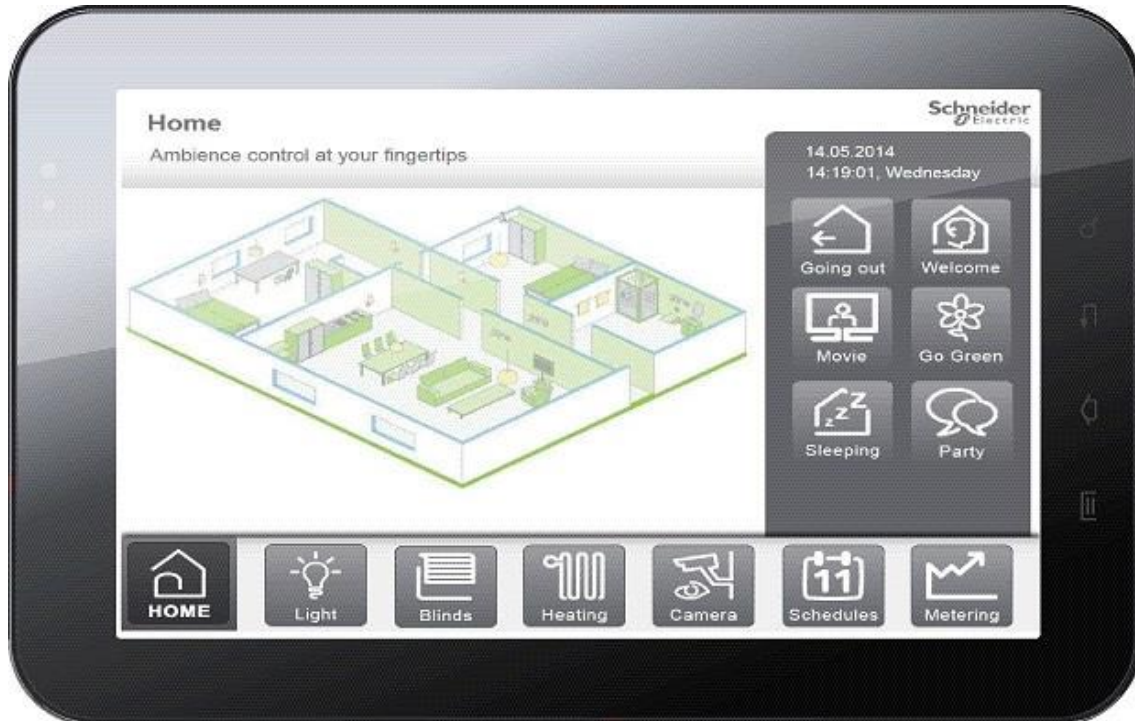 Home
Ambience control at your fingertips
Schneider
Electric
14.05.2014
14:19:01, Wednesday
Going out
Welcome
Movie
Go Green
zzZ
Sleeping
Party
HOME
Light
Blinds
Heating
Camera
11
Schedules
Metering